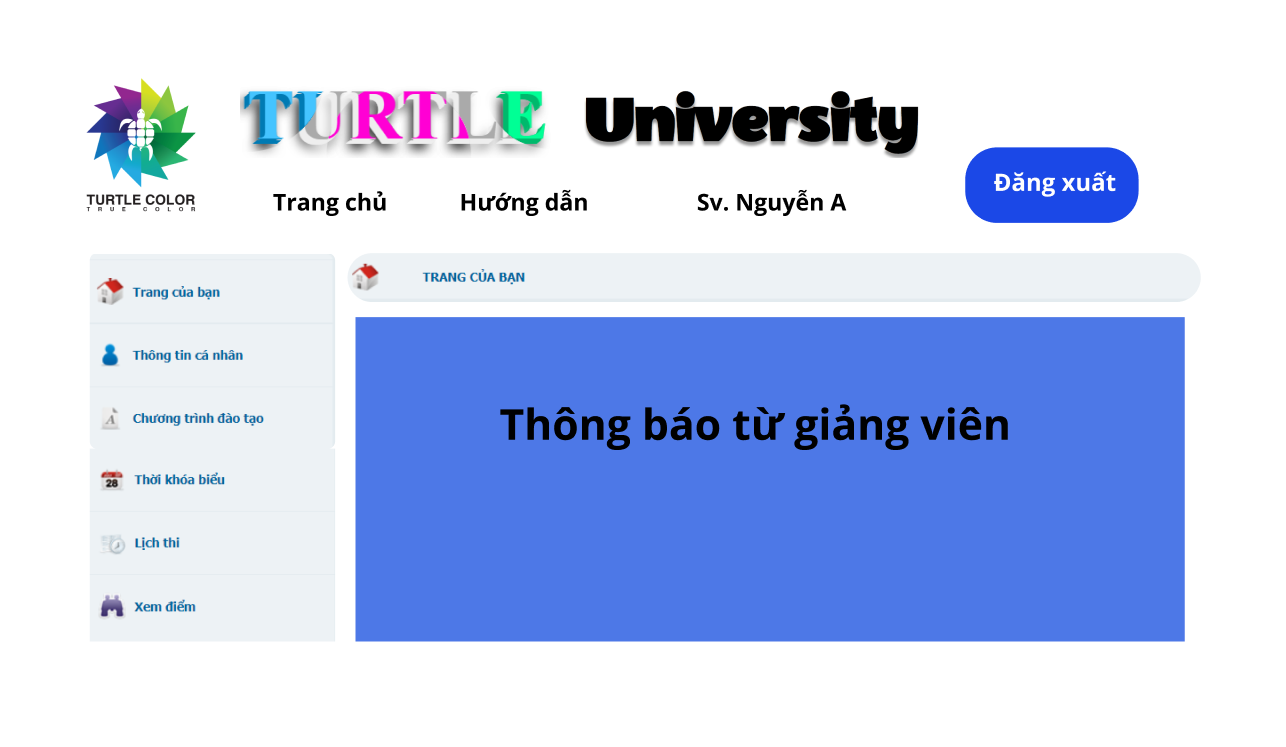 TURTLE University
TURTLE COLOR
TRUE COLOR
Trang chủ Hướng dẫn Sv. Nguyễn A Đăng xuất
Trang của bạn
Thông tin cá nhân
Chương trình đào tạo
28 Thời khóa biểu
Lịch thi
Xem điểm
TRANG CỦA BẠN
Thông báo từ giảng viên